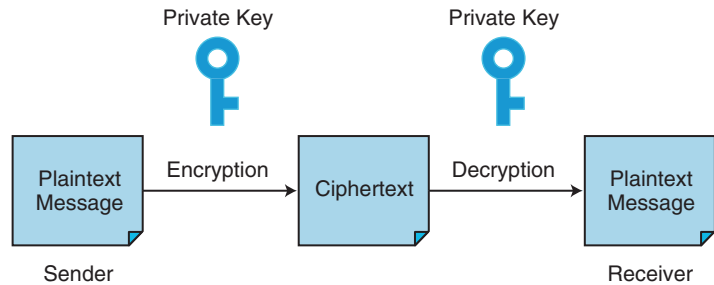 Private Key
Private Key
Plaintext
Message
Encryption
Ciphertext
Decryption
Plaintext
Message
Sender
Receiver